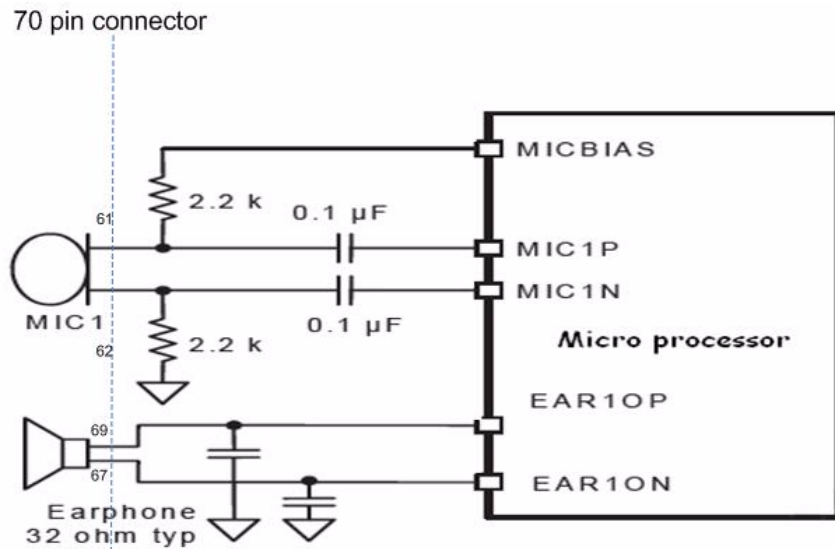 70 pin connector
MICBIAS
2.2 k
61
0.1 µF
MIC1P
MIC1N
MIC1
0.1 µF
62
2.2 k
Micro processor
EAR1OP
69
67
EAR1ON
Earphone
32 ohm typ